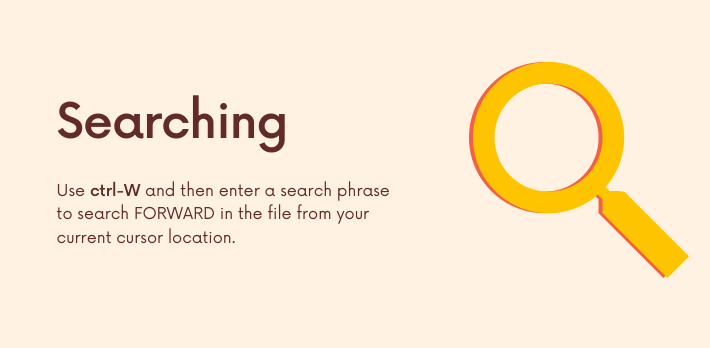 Searching
Use ctrl-W and then enter a search phrase
to search FORWARD in the file from your
current cursor location.